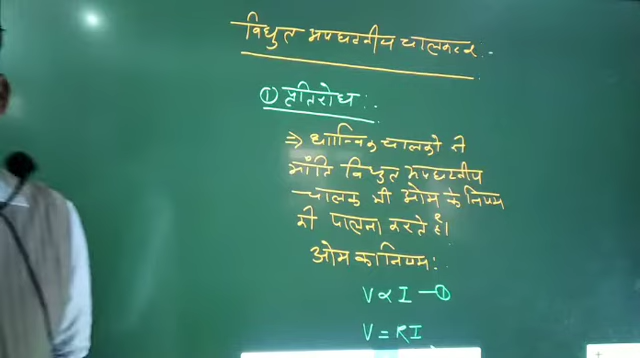 विधुत अपघटनीय चालकत्व :-
① प्रतिरोध :-
⇒ धात्विक चालको की
भाँति विधुत अपघटनीय
चालक भी ओम के नियम
की पालना करते है।
ओम का नियम :
V ∝ I —①
V = RI